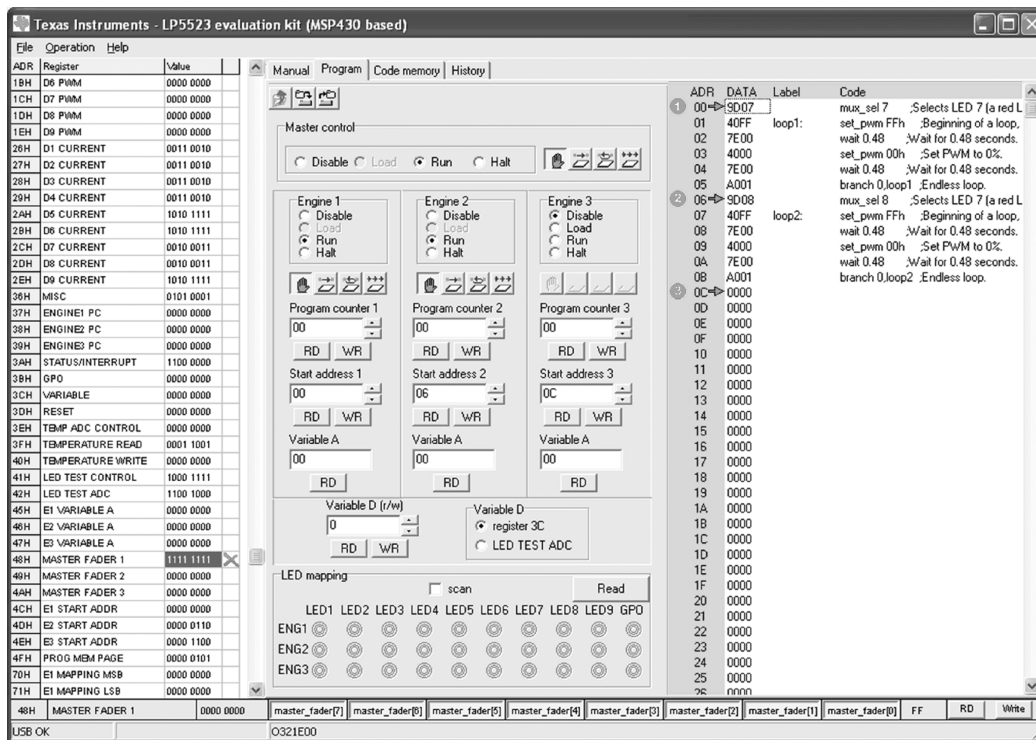 Texas Instruments - LP5523 evaluation kit (MSP430 based)
File Operation Help
ADR Register Value
1BH D6 PWM 0000 0000
1CH D7 PWM 0000 0000
1DH D8 PWM 0000 0000
1EH D9 PWM 0000 0000
26H D1 CURRENT 0011 0010
27H D2 CURRENT 0011 0010
28H D3 CURRENT 0011 0010
29H D4 CURRENT 0011 0010
2AH D5 CURRENT 1010 1111
2BH D6 CURRENT 1010 1111
2CH D7 CURRENT 0010 0011
2DH D8 CURRENT 0010 0011
2EH D9 CURRENT 1010 1111
36H MISC 0101 0001
37H ENGINE1 PC 0000 0000
38H ENGINE2 PC 0000 0000
39H ENGINE3 PC 0000 0000
3AH STATUS/INTERRUPT 1100 0000
3BH GPO 0000 0000
3CH VARIABLE 0000 0000
3DH RESET 0000 0000
3EH TEMP ADC CONTROL 0000 0000
3FH TEMPERATURE READ 0001 1001
40H TEMPERATURE WRITE 0000 0000
41H LED TEST CONTROL 1000 1111
42H LED TEST ADC 1100 1000
45H E1 VARIABLE A 0000 0000
46H E2 VARIABLE A 0000 0000
47H E3 VARIABLE A 0000 0000
48H MASTER FADER 1 1111 1111
49H MASTER FADER 2 0000 0000
4AH MASTER FADER 3 0000 0000
4CH E1 START ADDR 0000 0000
4DH E2 START ADDR 0000 0110
4EH E3 START ADDR 0000 1100
4FH PROG MEM PAGE 0000 0101
70H E1 MAPPING MSB 0000 0000
71H E1 MAPPING LSB 0000 0000
Manual Program Code memory History
Master control
Disable Load Run Halt
Engine 1 Engine 2 Engine 3
Disable Disable Disable
Load Load Load
Run Run Run
Halt Halt Halt
Program counter 1 Program counter 2 Program counter 3
00 00 00
RD WR RD WR RD WR
Start address 1 Start address 2 Start address 3
00 06 0C
RD WR RD WR RD WR
Variable A Variable A Variable A
00 00 00
RD RD RD
Variable D (r/w) Variable D
0 register 3C
RD WR LED TEST ADC
LED mapping
scan Read
LED1 LED2 LED3 LED4 LED5 LED6 LED7 LED8 LED9 GPO
ENG1
ENG2
ENG3
ADR DATA Label Code
1 00 9D07 mux_sel 7 ;Selects LED 7 (a red L
01 40FF loop1: set_pwm FFh ;Beginning of a loop,
02 7E00 wait 0.48 ;Wait for 0.48 seconds.
03 4000 set_pwm 00h ;Set PWM to 0%.
04 7E00 wait 0.48 ;Wait for 0.48 seconds.
05 A001 branch 0,loop1 ;Endless loop.
2 06 9D08 mux_sel 8 ;Selects LED 7 (a red L
07 40FF loop2: set_pwm FFh ;Beginning of a loop,
08 7E00 wait 0.48 ;Wait for 0.48 seconds.
09 4000 set_pwm 00h ;Set PWM to 0%.
0A 7E00 wait 0.48 ;Wait for 0.48 seconds.
0B A001 branch 0,loop2 ;Endless loop.
3 0C 0000
0D 0000
0E 0000
0F 0000
10 0000
11 0000
12 0000
13 0000
14 0000
15 0000
16 0000
17 0000
18 0000
19 0000
1A 0000
1B 0000
1C 0000
1D 0000
1E 0000
1F 0000
20 0000
21 0000
22 0000
23 0000
24 0000
25 0000
26 0000
48H MASTER FADER 1 0000 0000 master_fader[7] master_fader[6] master_fader[5] master_fader[4] master_fader[3] master_fader[2] master_fader[1] master_fader[0] FF RD Write
USB OK 0321E00